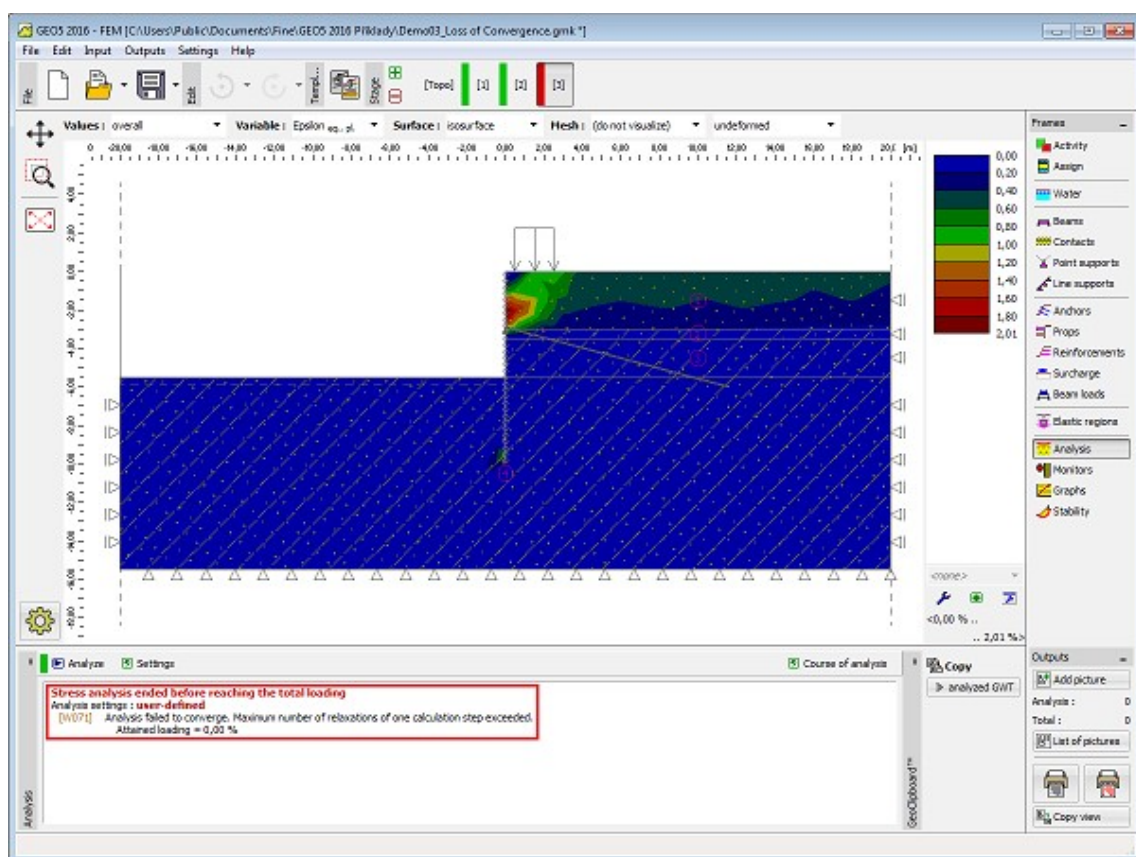 GEO5 2016 - FEM [C:\Users\Public\Documents\Fine\GEO5 2016 Příklady\Demo03_Loss of Convergence.gmk *]
File Edit Input Outputs Settings Help
File
Edit
Templ...
Stage
[Topo] [1] [2] [3]
Values : overall Variable : Epsilon eq., pl. Surface : isosurface Mesh : (do not visualize) undeformed
[m]
0,00
0,20
0,40
0,60
0,80
1,00
1,20
1,40
1,60
1,80
2,01
<none>
<0,00 % ..
.. 2,01 %>
Frames
Activity
Assign
Water
Beams
Contacts
Point supports
Line supports
Anchors
Props
Reinforcements
Surcharge
Beam loads
Elastic regions
Analysis
Monitors
Graphs
Stability
Analyze Settings Course of analysis
Stress analysis ended before reaching the total loading
Analysis settings : user-defined
[W071] Analysis failed to converge. Maximum number of relaxations of one calculation step exceeded.
Attained loading = 0,00 %
Analysis
GeoClipboard™
Copy
analyzed GWT
Outputs
Add picture
Analysis : 0
Total : 0
List of pictures
Copy view